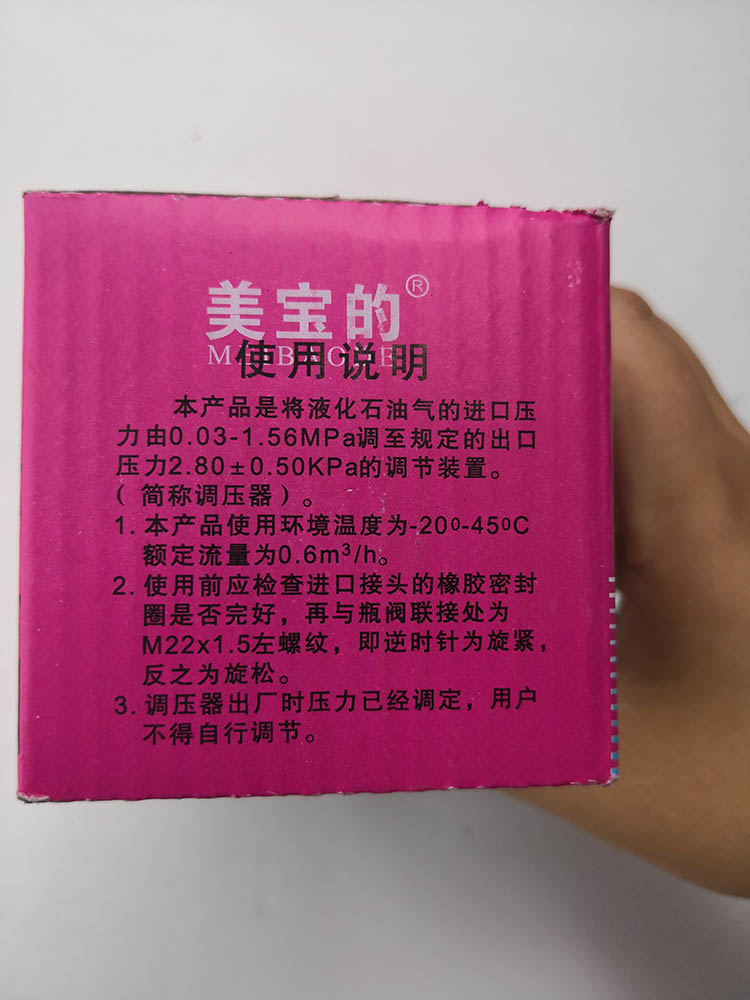 美宝的®
使用说明
本产品是将液化石油气的进口压
力由0.03-1.56MPa调至规定的出口
压力2.80±0.50KPa的调节装置。
（简称调压器）。
1. 本产品使用环境温度为-20⁰-45⁰C
额定流量为0.6m³/h。
2. 使用前应检查进口接头的橡胶密封
圈是否完好，再与瓶阀联接处为
M22x1.5左螺纹，即逆时针为旋紧，
反之为旋松。
3. 调压器出厂时压力已经调定，用户
不得自行调节。